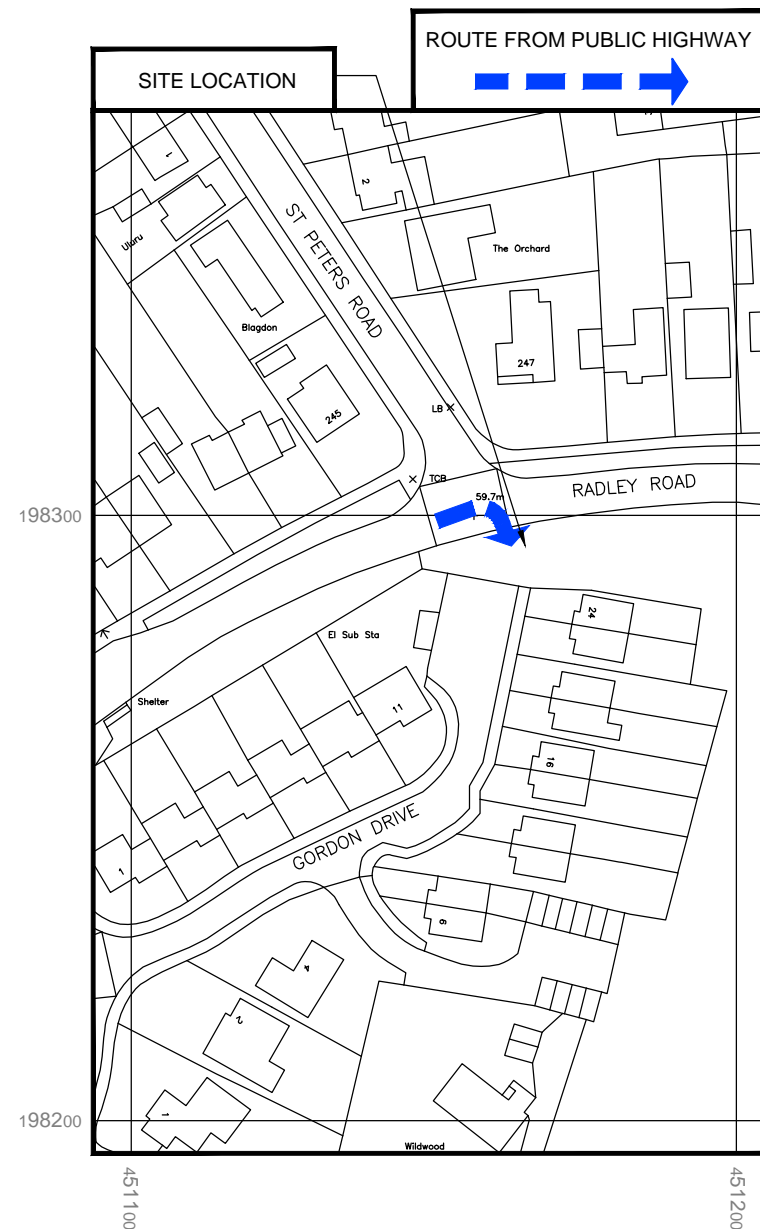 ROUTE FROM PUBLIC HIGHWAY
SITE LOCATION
1
2
ST PETERS ROAD
Uluru
The Orchard
Blagdon
247
245
LB
TCB
59.7m
RADLEY ROAD
198300
24
El Sub Sta
Shelter
11
16
GORDON DRIVE
1
6
4
2
1
198200
Wildwood
451100
451200